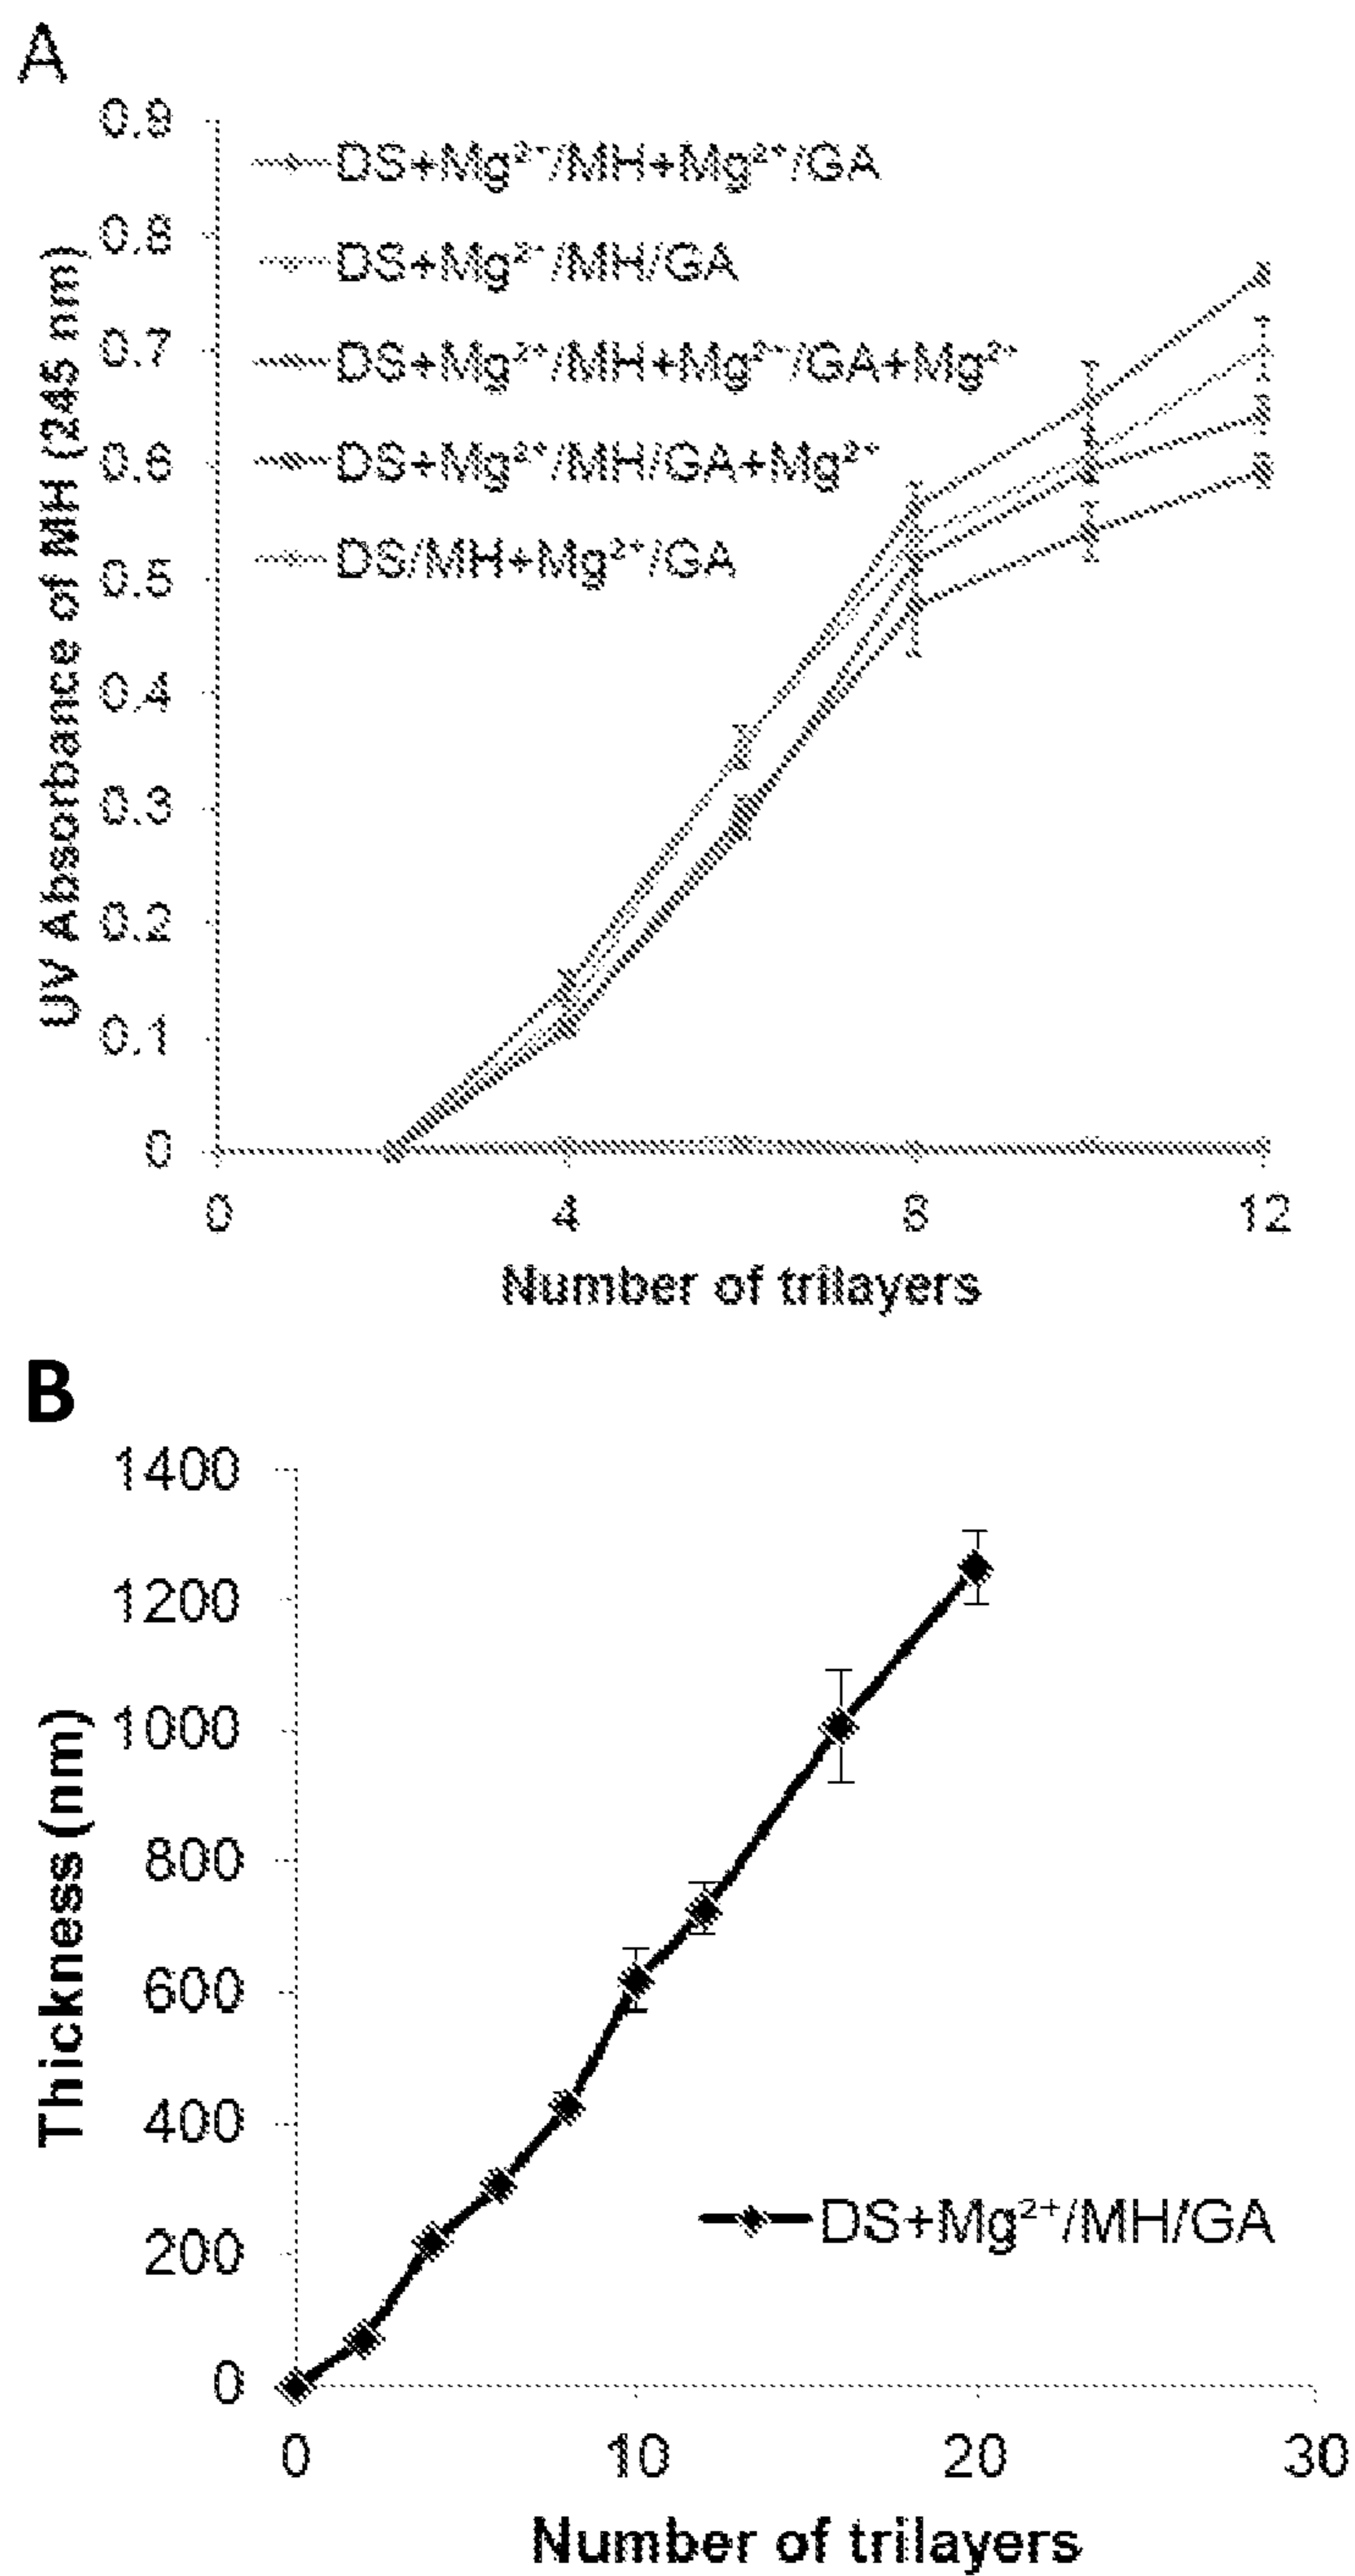 A
UV Absorbance of MH (245 nm)
0.9
0.8
0.7
0.6
0.5
0.4
0.3
0.2
0.1
0
DS+Mg²⁺/MH+Mg²⁺/GA
DS+Mg²⁺/MH/GA
DS+Mg²⁺/MH+Mg²⁺/GA+Mg²⁺
DS+Mg²⁺/MH/GA+Mg²⁺
DS/MH+Mg²⁺/GA
0 4 8 12
Number of trilayers
B
Thickness (nm)
1400
1200
1000
800
600
400
200
0
DS+Mg²⁺/MH/GA
0 10 20 30
Number of trilayers